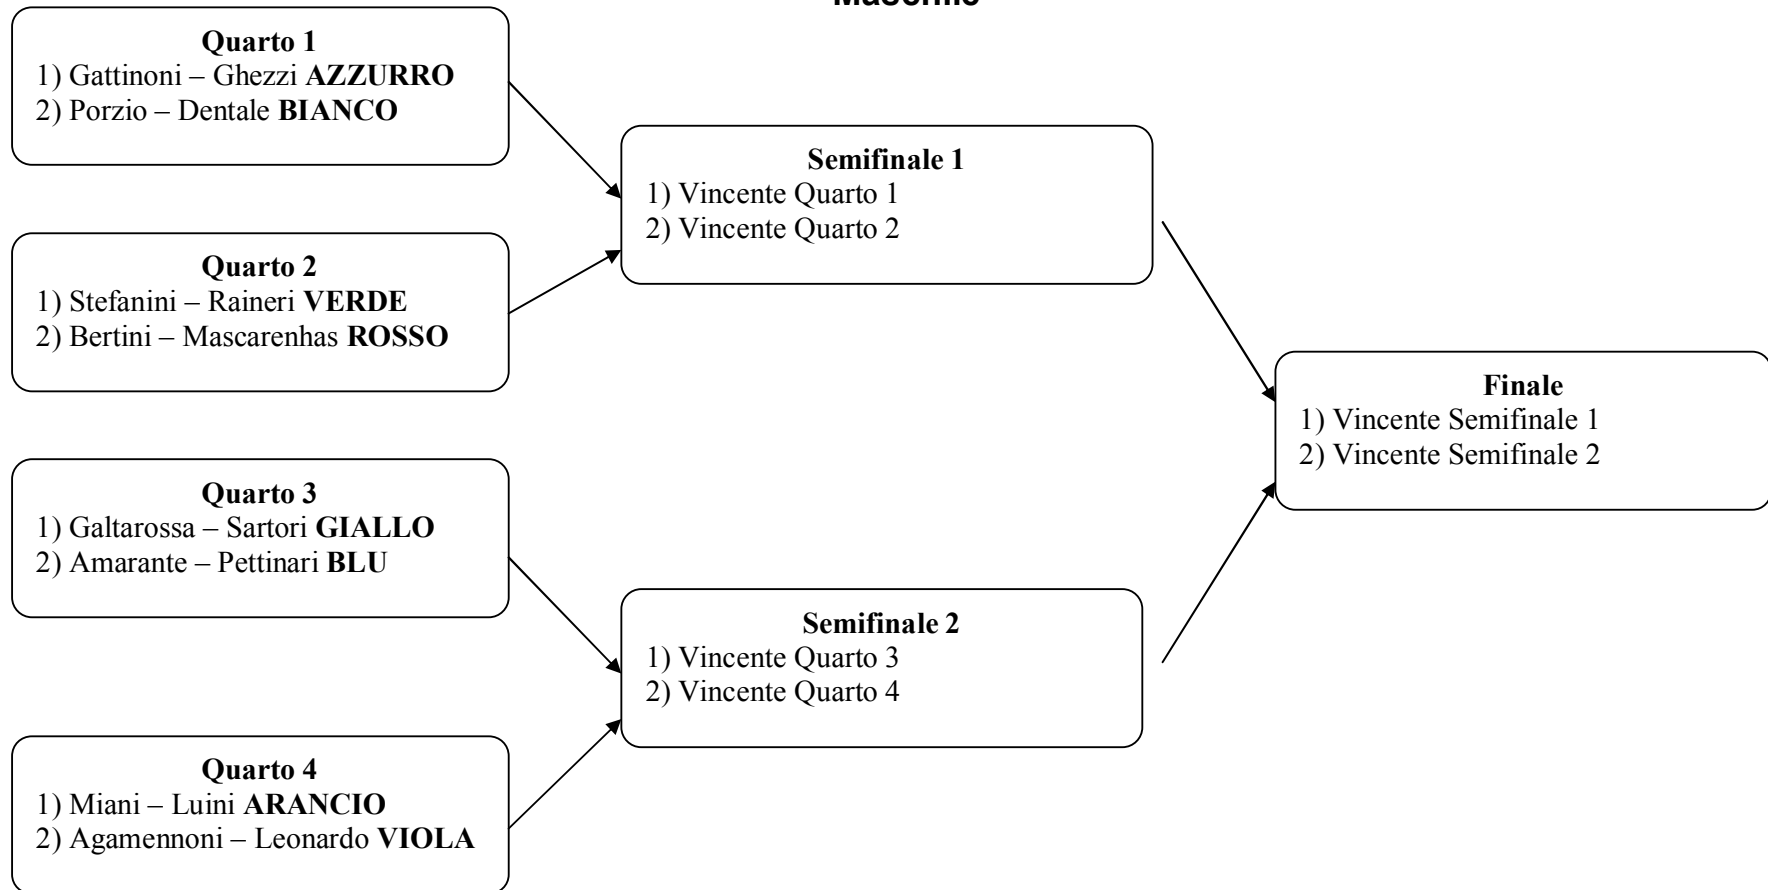 Quarto 1
1) Gattinoni – Ghezzi AZZURRO
2) Porzio – Dentale BIANCO
Quarto 2
1) Stefanini – Raineri VERDE
2) Bertini – Mascarenhas ROSSO
Quarto 3
1) Galtarossa – Sartori GIALLO
2) Amarante – Pettinari BLU
Quarto 4
1) Miani – Luini ARANCIO
2) Agamennoni – Leonardo VIOLA
Semifinale 1
1) Vincente Quarto 1
2) Vincente Quarto 2
Semifinale 2
1) Vincente Quarto 3
2) Vincente Quarto 4
Finale
1) Vincente Semifinale 1
2) Vincente Semifinale 2